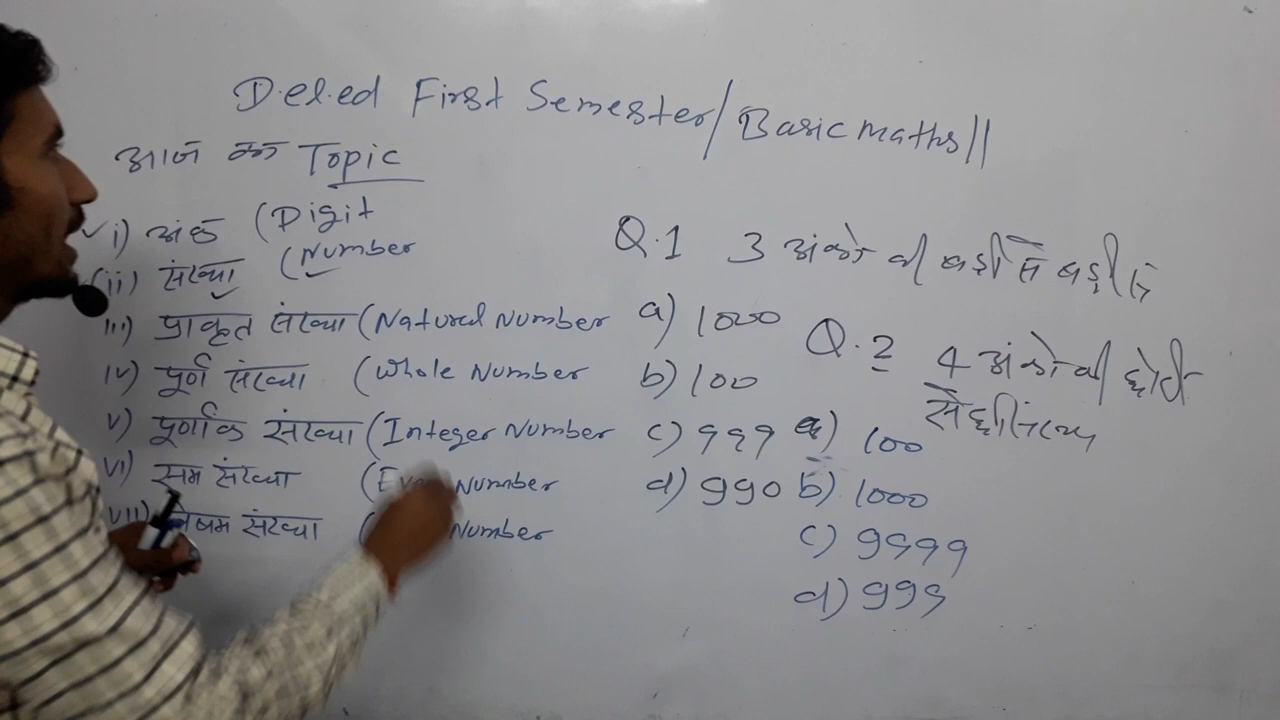 D.el.ed First Semester/Basic maths||
आज का Topic
i) अंक (Digit
(ii) संख्या (Number
iii) प्राकृत संख्या (Natural Number
iv) पूर्ण संख्या (Whole Number
v) पूर्णांक संख्या (Integer Number
vi) सम संख्या (Even Number
vii) विषम संख्या ( Number
Q.1 3 अंको की बड़ी से बड़ी
a) 1000
b) 100
c) 999
d) 990
Q.2 4 अंको की छोटी
से छोटी संख्या
a) 100
b) 1000
c) 9999
d) 999